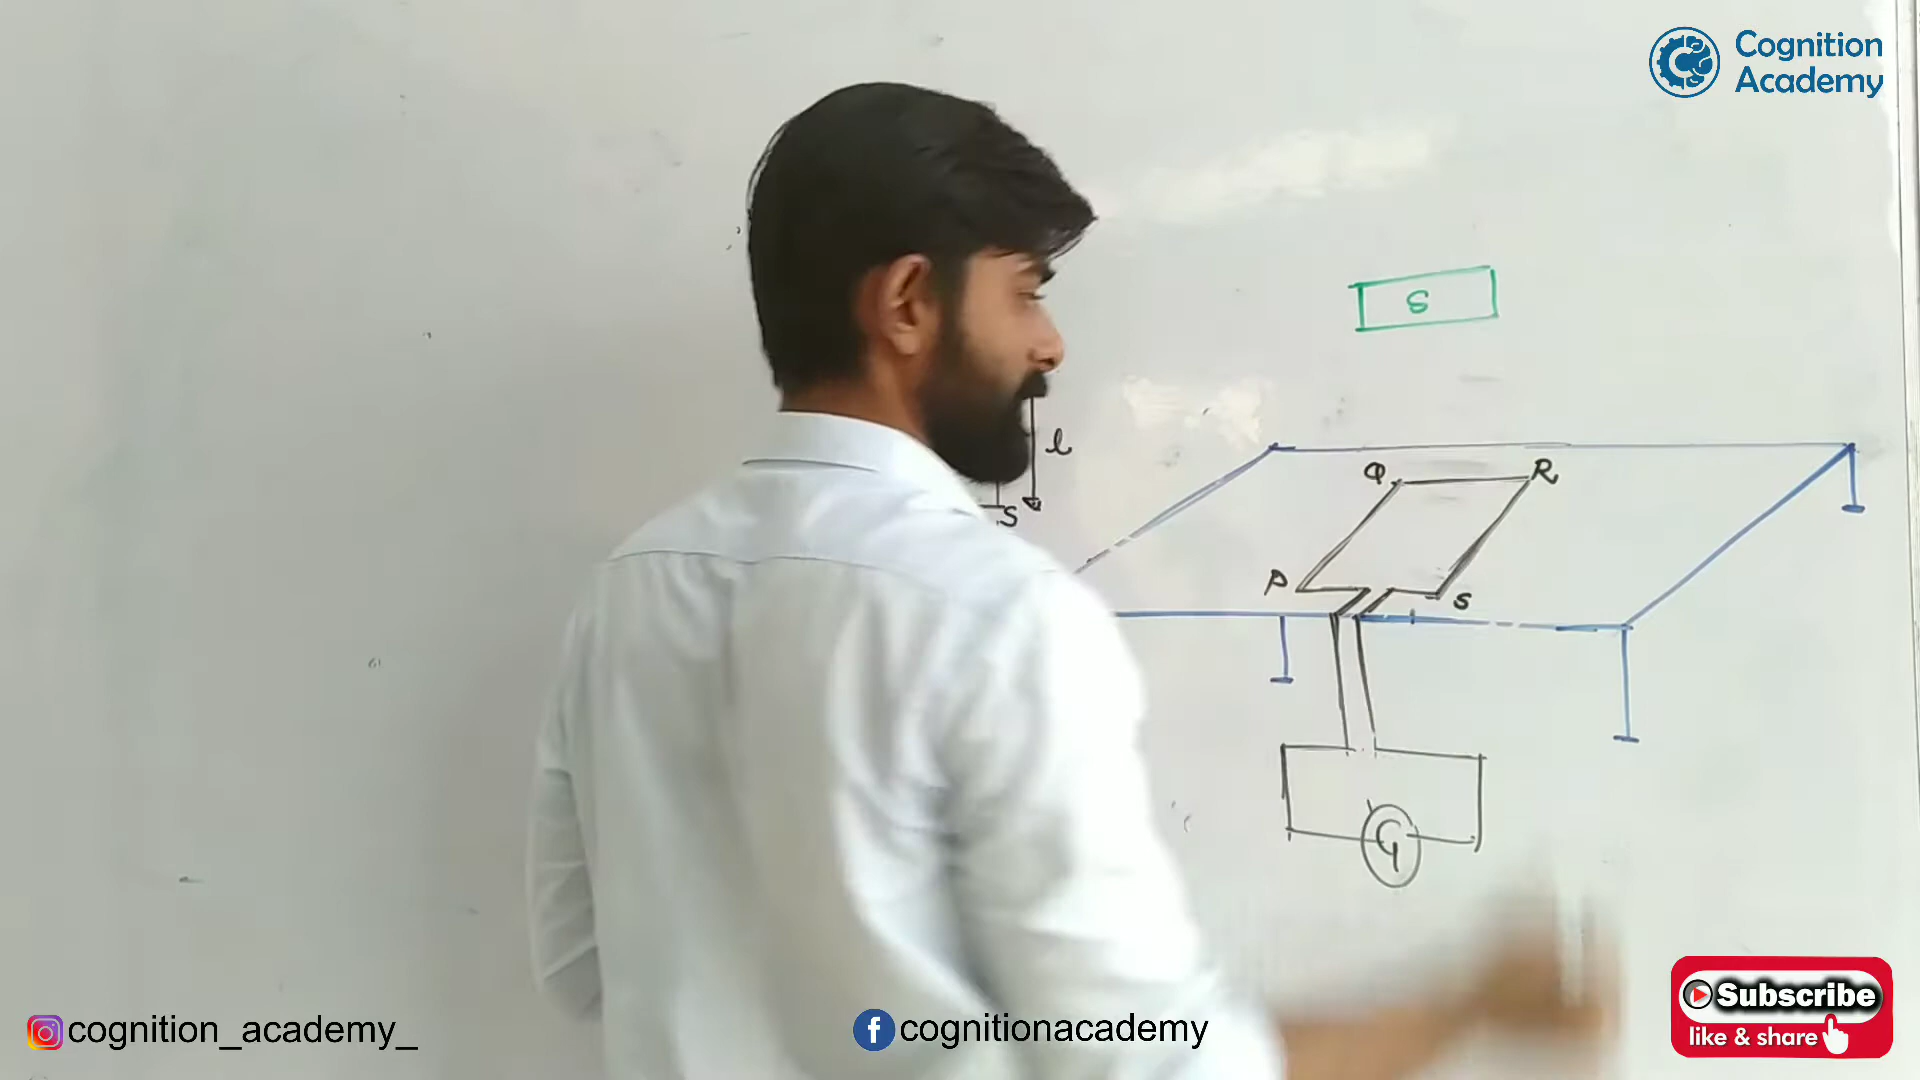 Cognition
Academy
S
l
S
Q
R
P
S
G
Subscribe
like & share
cognition_academy_
cognitionacademy